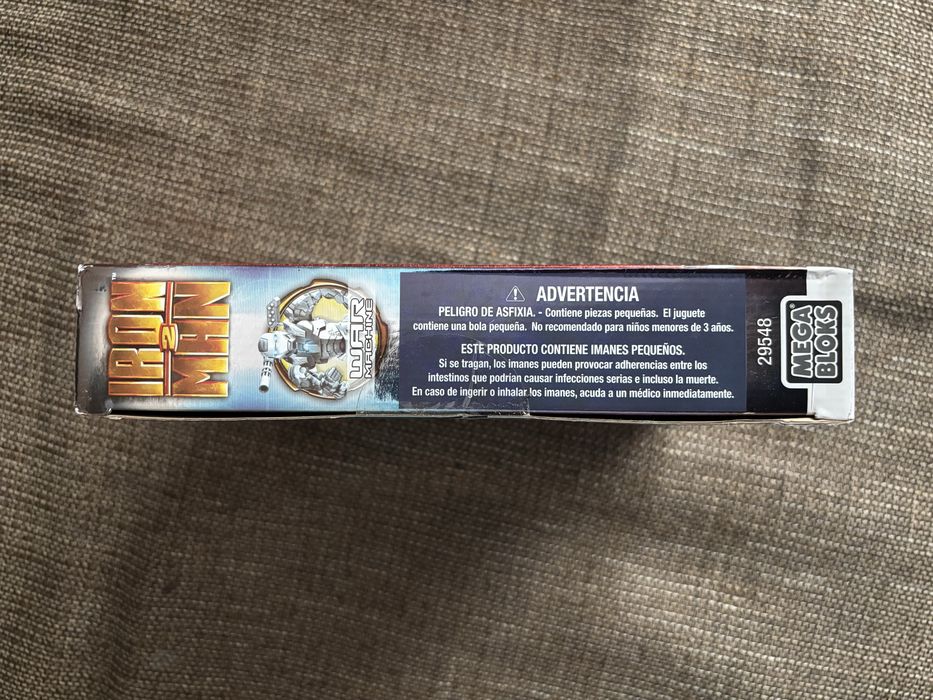 IRON
2
MAN
™
WAR
MACHINE
ADVERTENCIA
PELIGRO DE ASFIXIA. - Contiene piezas pequeñas. El juguete
contiene una bola pequeña. No recomendado para niños menores de 3 años.
ESTE PRODUCTO CONTIENE IMANES PEQUEÑOS.
Si se tragan, los imanes pueden provocar adherencias entre los
intestinos que podrían causar infecciones serias e incluso la muerte.
En caso de ingerir o inhalar los imanes, acuda a un médico inmediatamente.
29548
MEGA
BLOKS